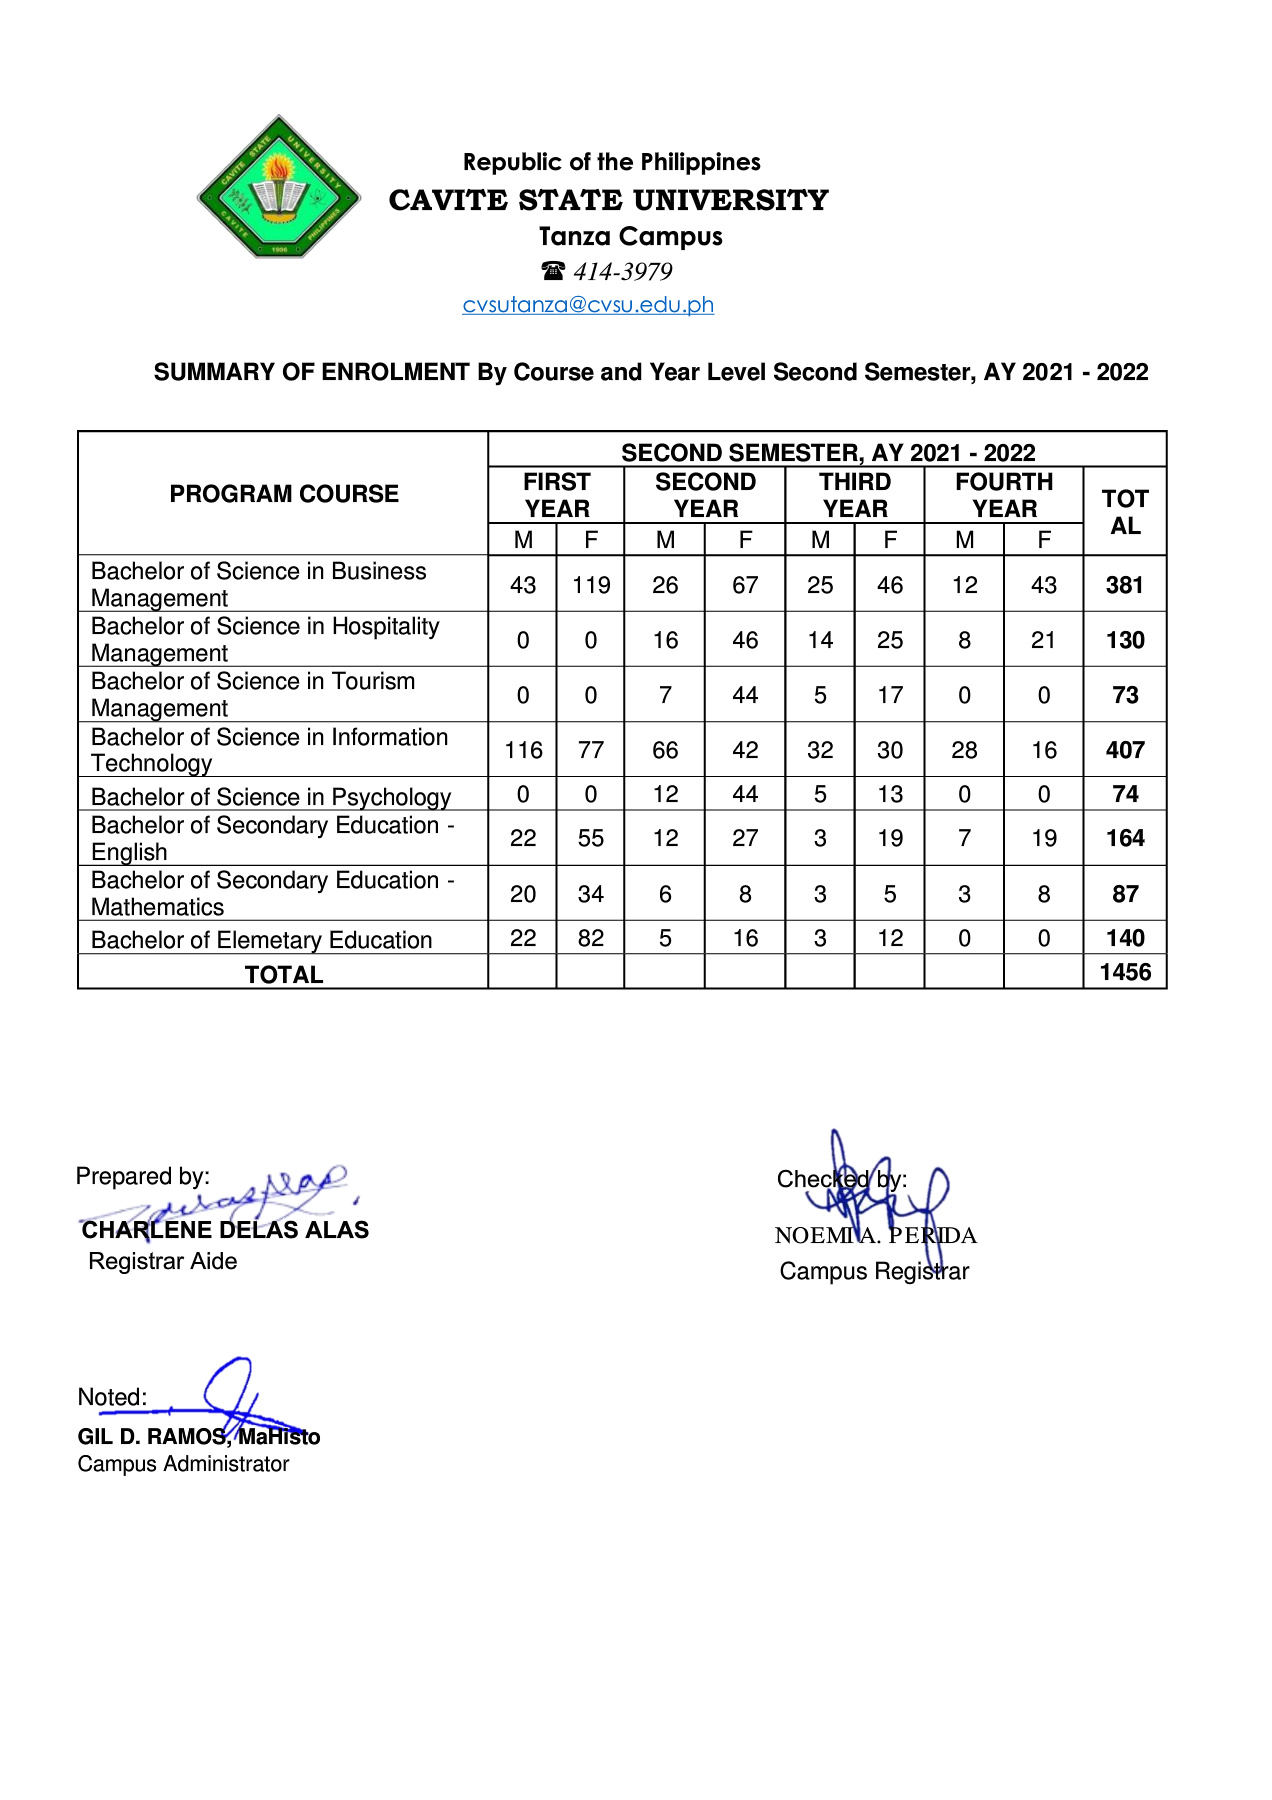 CAVITE STATE UNIVERSITY
CAVITE PHILIPPINES
1906
Republic of the Philippines
CAVITE STATE UNIVERSITY
Tanza Campus
☎ 414-3979
cvsutanza@cvsu.edu.ph
SUMMARY OF ENROLMENT By Course and Year Level Second Semester, AY 2021 - 2022
PROGRAM COURSE
SECOND SEMESTER, AY 2021 - 2022
FIRST YEAR SECOND YEAR THIRD YEAR FOURTH YEAR TOT AL
M F M F M F M F
Bachelor of Science in Business
Management 43 119 26 67 25 46 12 43 381
Bachelor of Science in Hospitality
Management 0 0 16 46 14 25 8 21 130
Bachelor of Science in Tourism
Management 0 0 7 44 5 17 0 0 73
Bachelor of Science in Information
Technology 116 77 66 42 32 30 28 16 407
Bachelor of Science in Psychology 0 0 12 44 5 13 0 0 74
Bachelor of Secondary Education -
English 22 55 12 27 3 19 7 19 164
Bachelor of Secondary Education -
Mathematics 20 34 6 8 3 5 3 8 87
Bachelor of Elemetary Education 22 82 5 16 3 12 0 0 140
TOTAL 1456
Prepared by: Checked by:
CHARLENE DELAS ALAS NOEMI A. PERIDA
Registrar Aide Campus Registrar
Noted:
GIL D. RAMOS, MaHisto
Campus Administrator